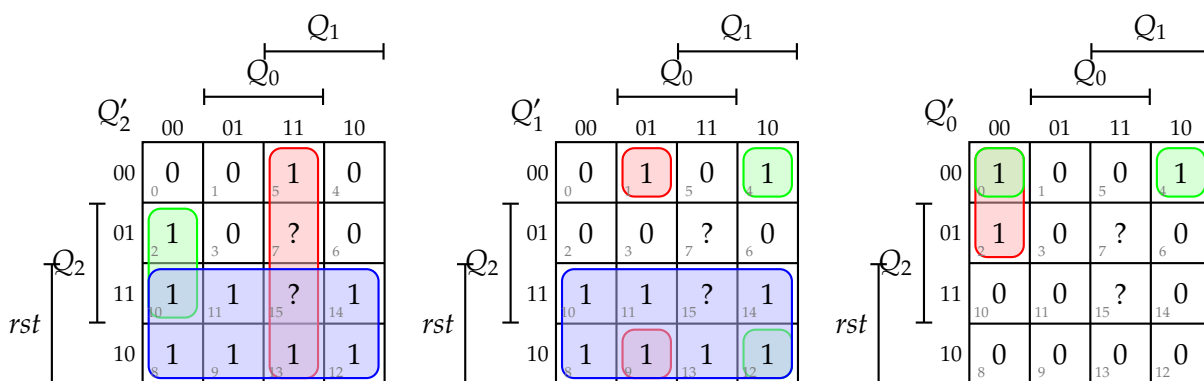 Q₁ Q₁ Q₁
Q₀ Q₀ Q₀
Q′₂ 00 01 11 10 Q′₁ 00 01 11 10 Q′₀ 00 01 11 10
00 0 0 1 0 00 0 1 0 1 00 1 0 0 1
0 1 5 4 0 1 5 4 0 1 5 4
01 1 0 ? 0 01 0 0 ? 0 01 1 0 ? 0
2 3 7 6 2 3 7 6 2 3 7 6
Q₂ Q₂ Q₂
11 1 1 ? 1 11 1 1 ? 1 11 0 0 ? 0
10 11 15 14 10 11 15 14 10 11 15 14
rst rst rst
10 1 1 1 1 10 1 1 1 1 10 0 0 0 0
8 9 13 12 8 9 13 12 8 9 13 12